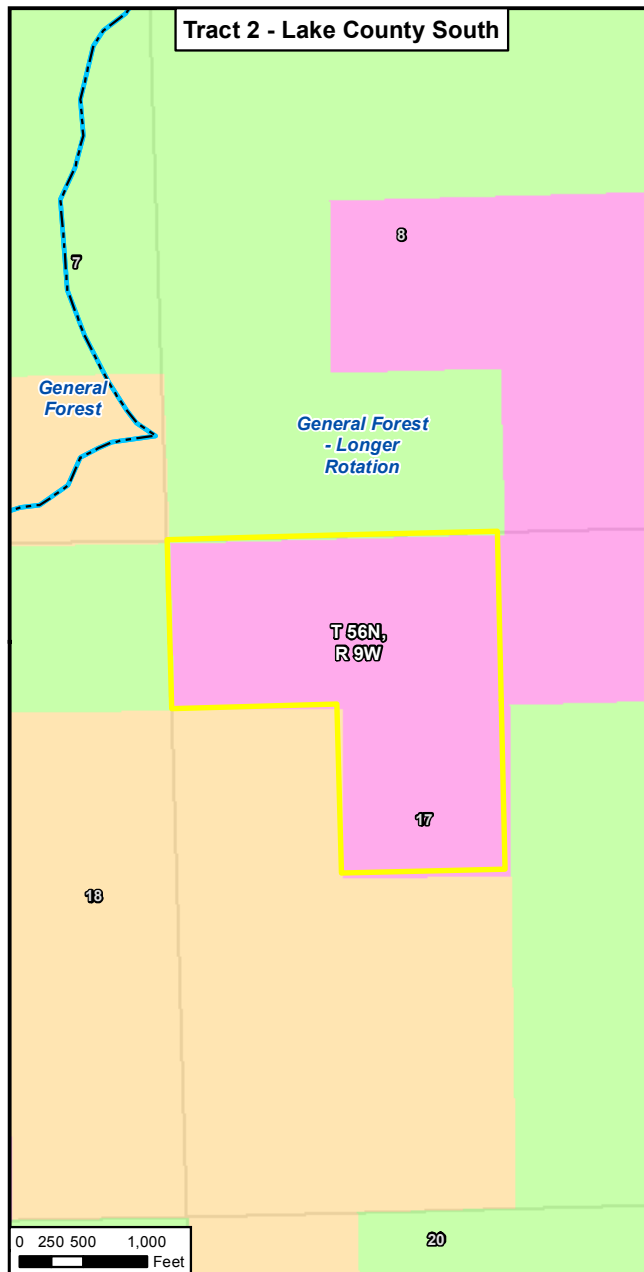 Tract 2 - Lake County South
8
7
General
Forest
General Forest
- Longer
Rotation
T 56N,
R 9W
17
18
20
0 250 500 1,000
Feet